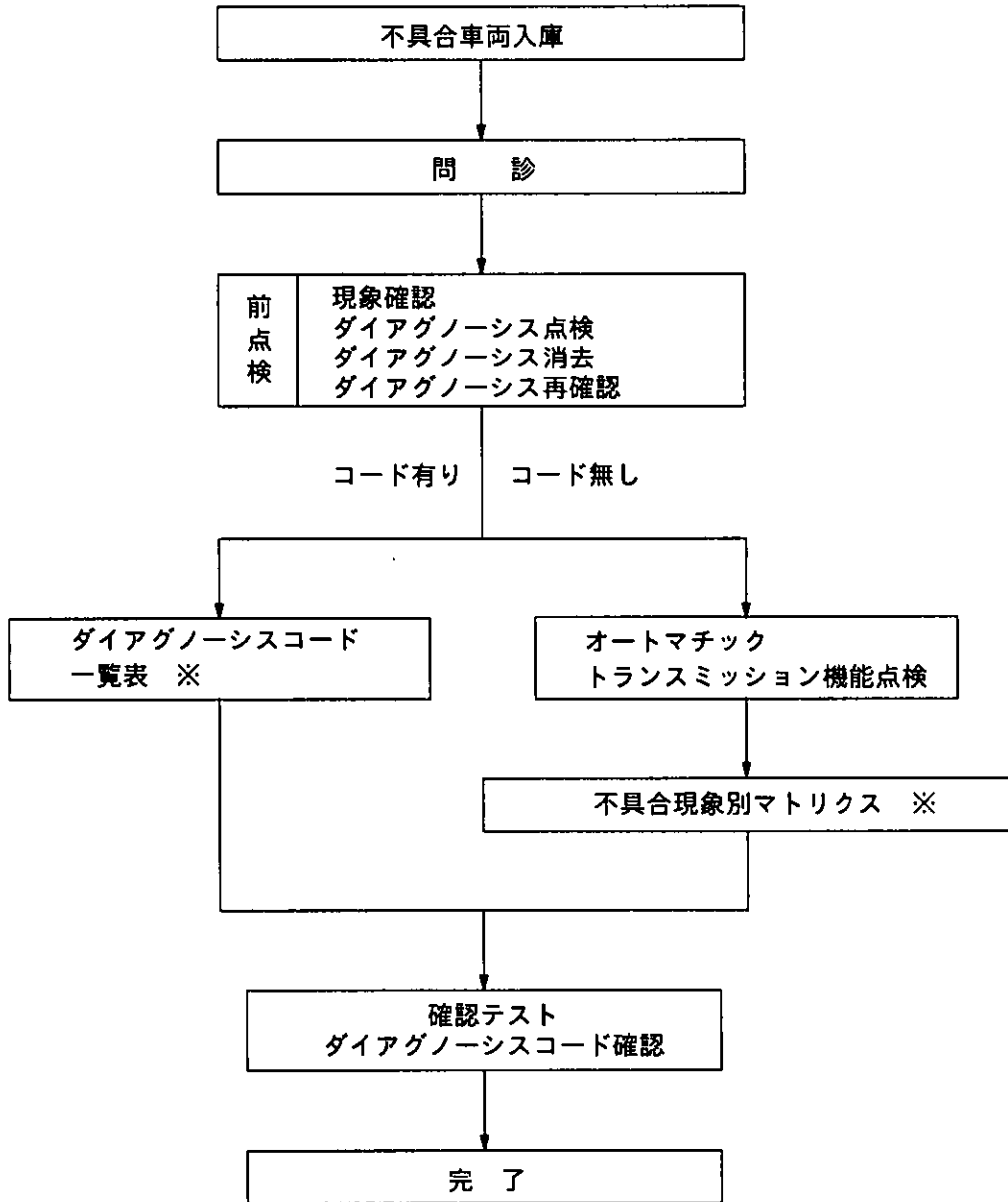 不具合車両入庫
問　　診
前点検
現象確認
ダイアグノーシス点検
ダイアグノーシス消去
ダイアグノーシス再確認
コード有り　コード無し
ダイアグノーシスコード
一覧表　※
オートマチック
トランスミッション機能点検
不具合現象別マトリクス　※
確認テスト
ダイアグノーシスコード確認
完　了